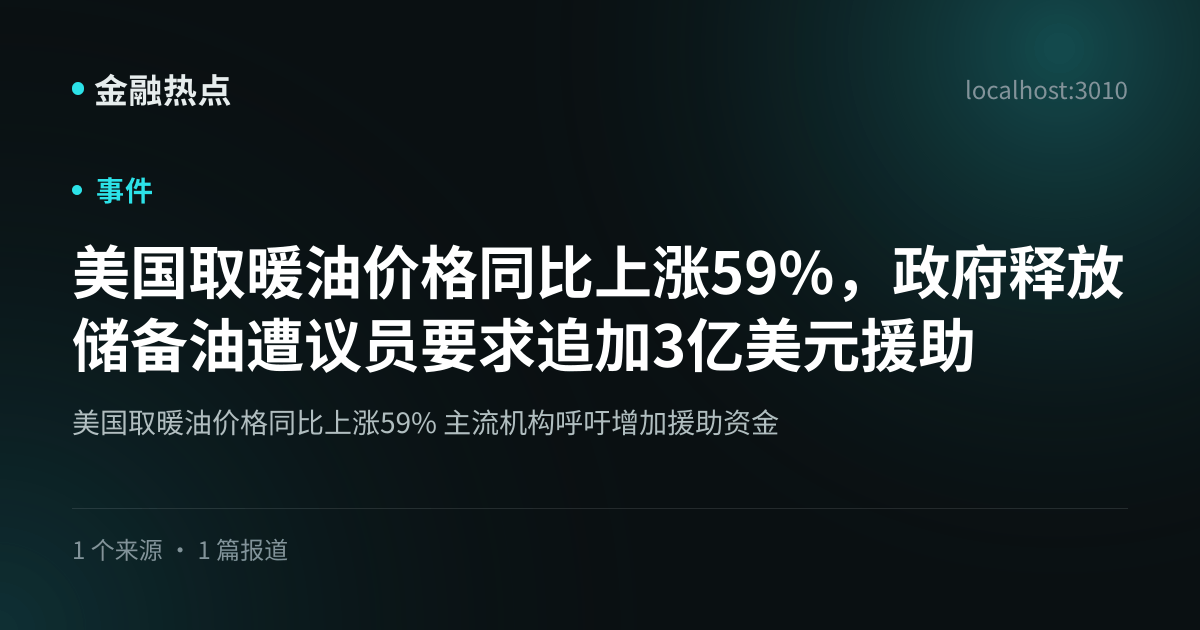 金融热点
localhost:3010
事件
美国取暖油价格同比上涨59%，政府释放
储备油遭议员要求追加3亿美元援助
美国取暖油价格同比上涨59% 主流机构呼吁增加援助资金
1 个来源 · 1 篇报道